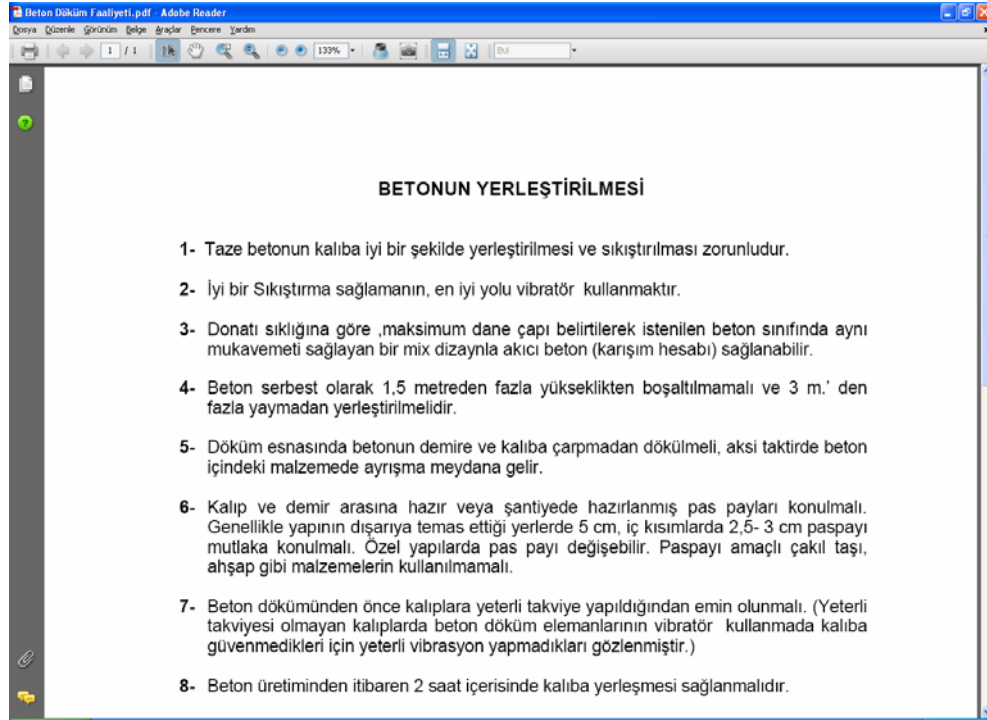 Beton Döküm Faaliyeti.pdf - Adobe Reader
Dosya Düzenle Görünüm Belge Araçlar Pencere Yardım
1 / 1 133% Bul
BETONUN YERLEŞTİRİLMESİ
1- Taze betonun kalıba iyi bir şekilde yerleştirilmesi ve sıkıştırılması zorunludur.
2- İyi bir Sıkıştırma sağlamanın, en iyi yolu vibratör kullanmaktır.
3- Donatı sıklığına göre ,maksimum dane çapı belirtilerek istenilen beton sınıfında aynı
mukavemeti sağlayan bir mix dizaynla akıcı beton (karışım hesabı) sağlanabilir.
4- Beton serbest olarak 1,5 metreden fazla yükseklikten boşaltılmamalı ve 3 m.' den
fazla yaymadan yerleştirilmelidir.
5- Döküm esnasında betonun demire ve kalıba çarpmadan dökülmeli, aksi taktirde beton
içindeki malzemede ayrışma meydana gelir.
6- Kalıp ve demir arasına hazır veya şantiyede hazırlanmış pas payları konulmalı.
Genellikle yapının dışarıya temas ettiği yerlerde 5 cm, iç kısımlarda 2,5- 3 cm paspayı
mutlaka konulmalı. Özel yapılarda pas payı değişebilir. Paspayı amaçlı çakıl taşı,
ahşap gibi malzemelerin kullanılmamalı.
7- Beton dökümünden önce kalıplara yeterli takviye yapıldığından emin olunmalı. (Yeterli
takviyesi olmayan kalıplarda beton döküm elemanlarının vibratör kullanmada kalıba
güvenmedikleri için yeterli vibrasyon yapmadıkları gözlenmiştir.)
8- Beton üretiminden itibaren 2 saat içerisinde kalıba yerleşmesi sağlanmalıdır.